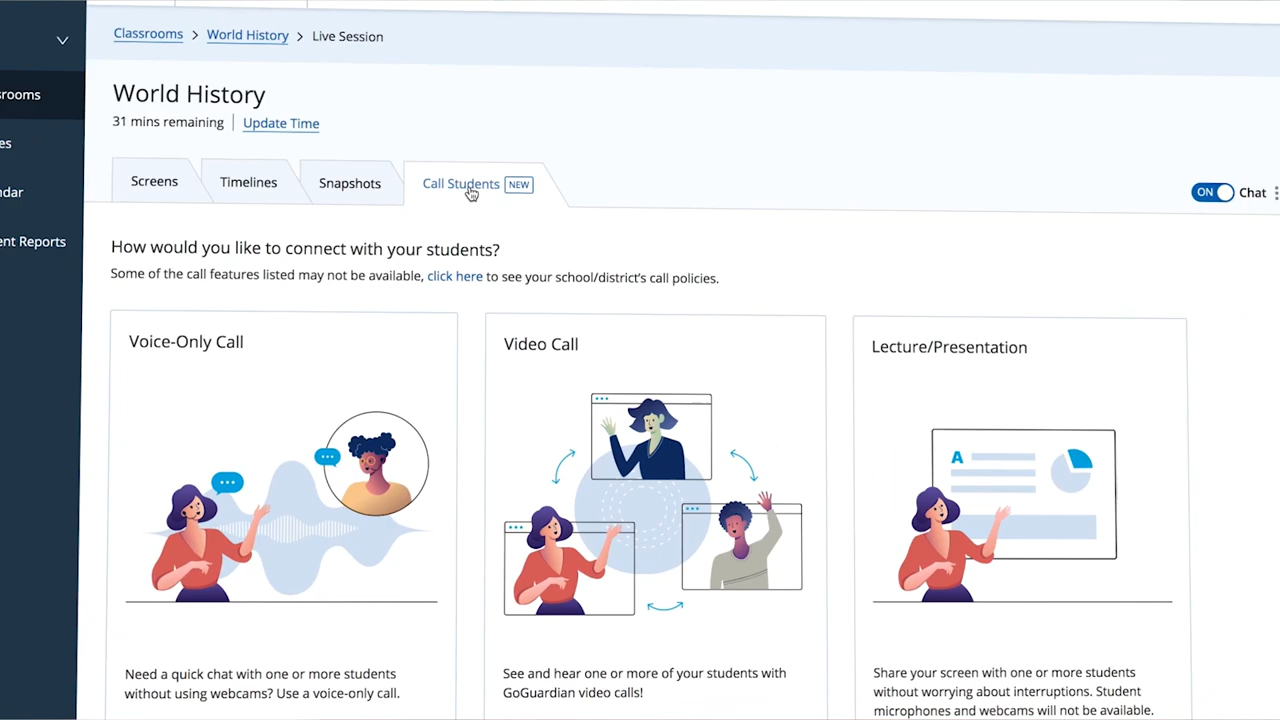 Classrooms > World History > Live Session
World History
31 mins remaining | Update Time
Screens
Timelines
Snapshots
Call Students NEW
ON Chat
rooms
es
ndar
ent Reports
How would you like to connect with your students?
Some of the call features listed may not be available, click here to see your school/district's call policies.
Voice-Only Call
Need a quick chat with one or more students
without using webcams? Use a voice-only call.
Video Call
See and hear one or more of your students with
GoGuardian video calls!
Lecture/Presentation
A
Share your screen with one or more students
without worrying about interruptions. Student
microphones and webcams will not be available.